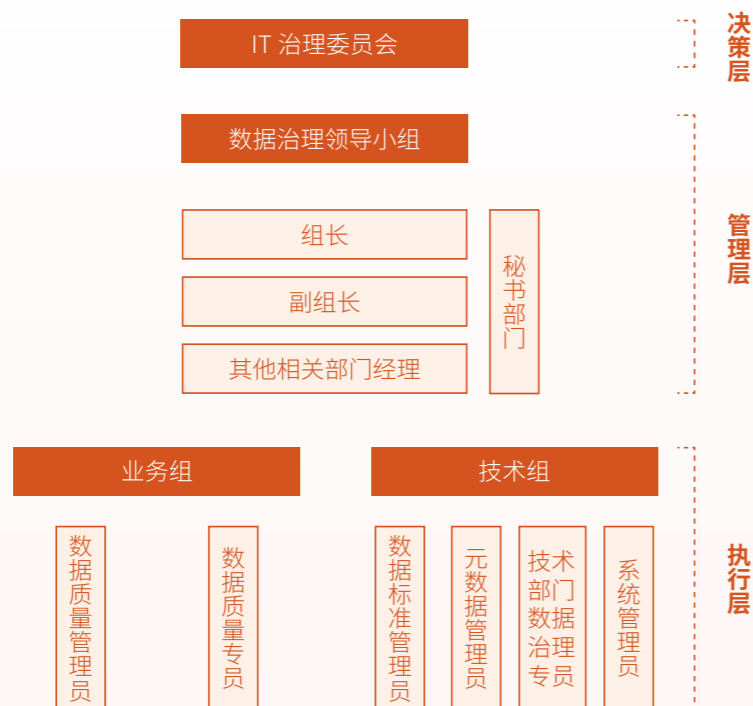 IT 治理委员会
决策层
数据治理领导小组
组长
副组长
其他相关部门经理
秘书部门
管理层
业务组
技术组
数据质量管理员
数据质量专员
数据标准管理员
元数据管理员
技术
部门
数据
治理
专员
系统管理员
执行层